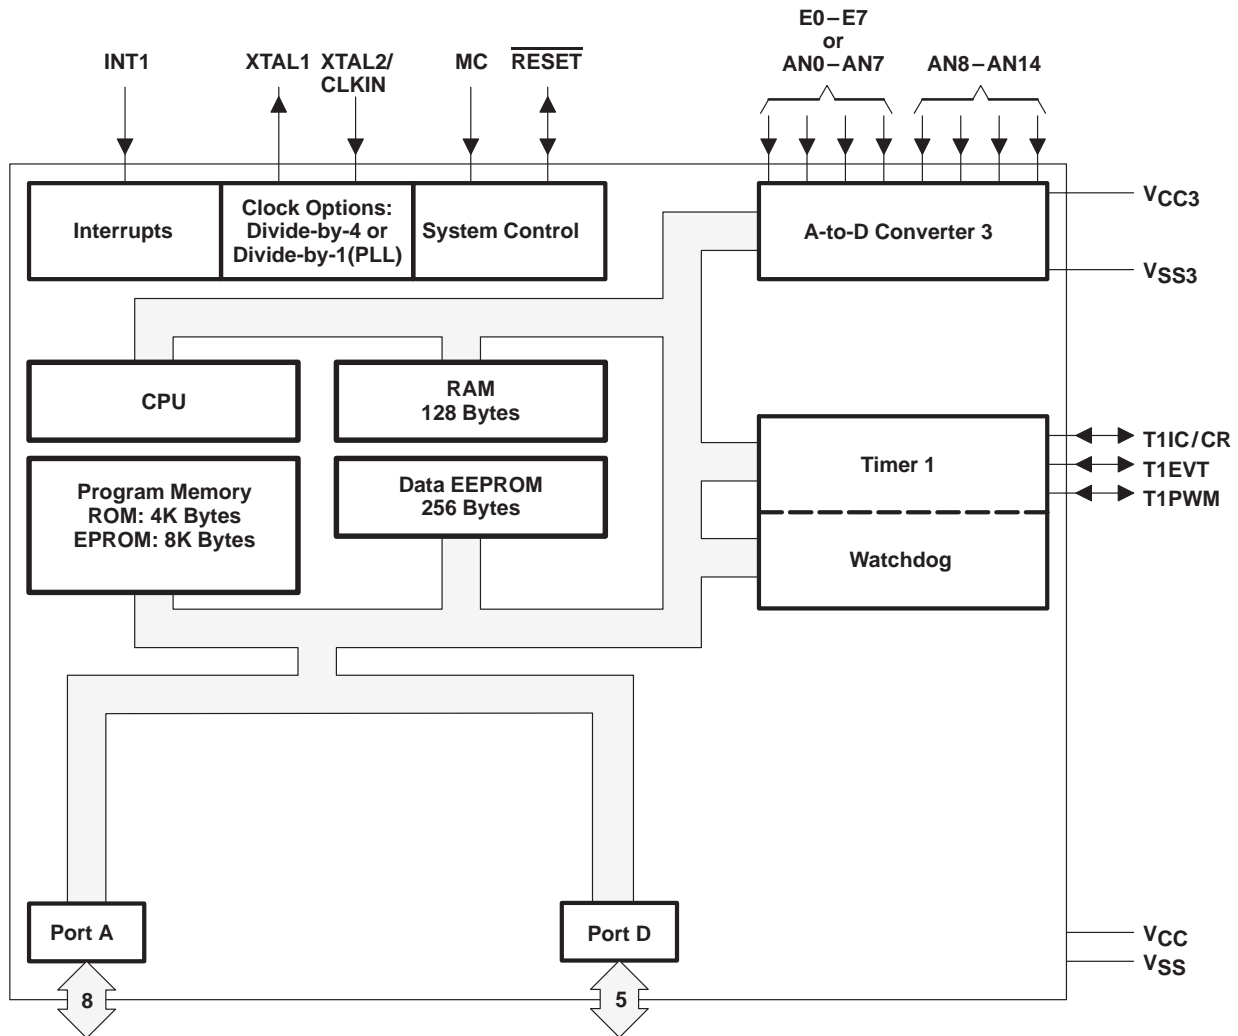 E0–E7
or
AN0–AN7
AN8–AN14
INT1
XTAL1
XTAL2/
CLKIN
MC
RESET
Interrupts
Clock Options:
Divide-by-4 or
Divide-by-1(PLL)
System Control
A-to-D Converter 3
VCC3
VSS3
CPU
RAM
128 Bytes
Program Memory
ROM: 4K Bytes
EPROM: 8K Bytes
Data EEPROM
256 Bytes
Timer 1
Watchdog
T1IC/CR
T1EVT
T1PWM
Port A
Port D
VCC
VSS
8
5